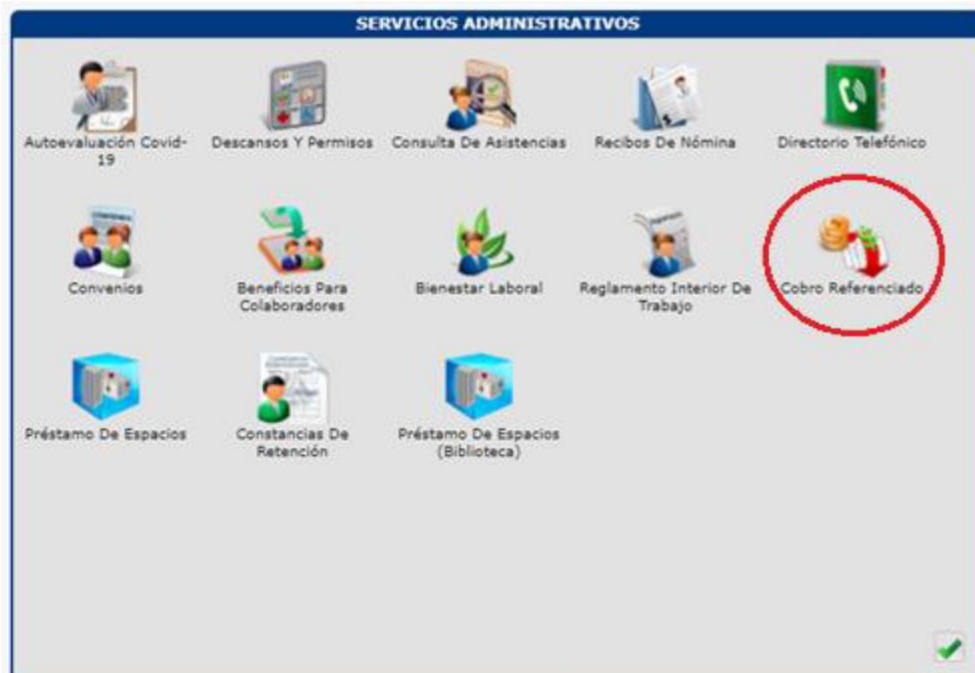 SERVICIOS ADMINISTRATIVOS
Autoevaluación Covid-
19
Descansos Y Permisos
Consulta De Asistencias
Recibos De Nómina
Directorio Telefónico
Convenios
Beneficios Para
Colaboradores
Bienestar Laboral
Reglamento Interior De
Trabajo
Cobro Referenciado
Préstamo De Espacios
Constancias De
Retención
Préstamo De Espacios
(Biblioteca)